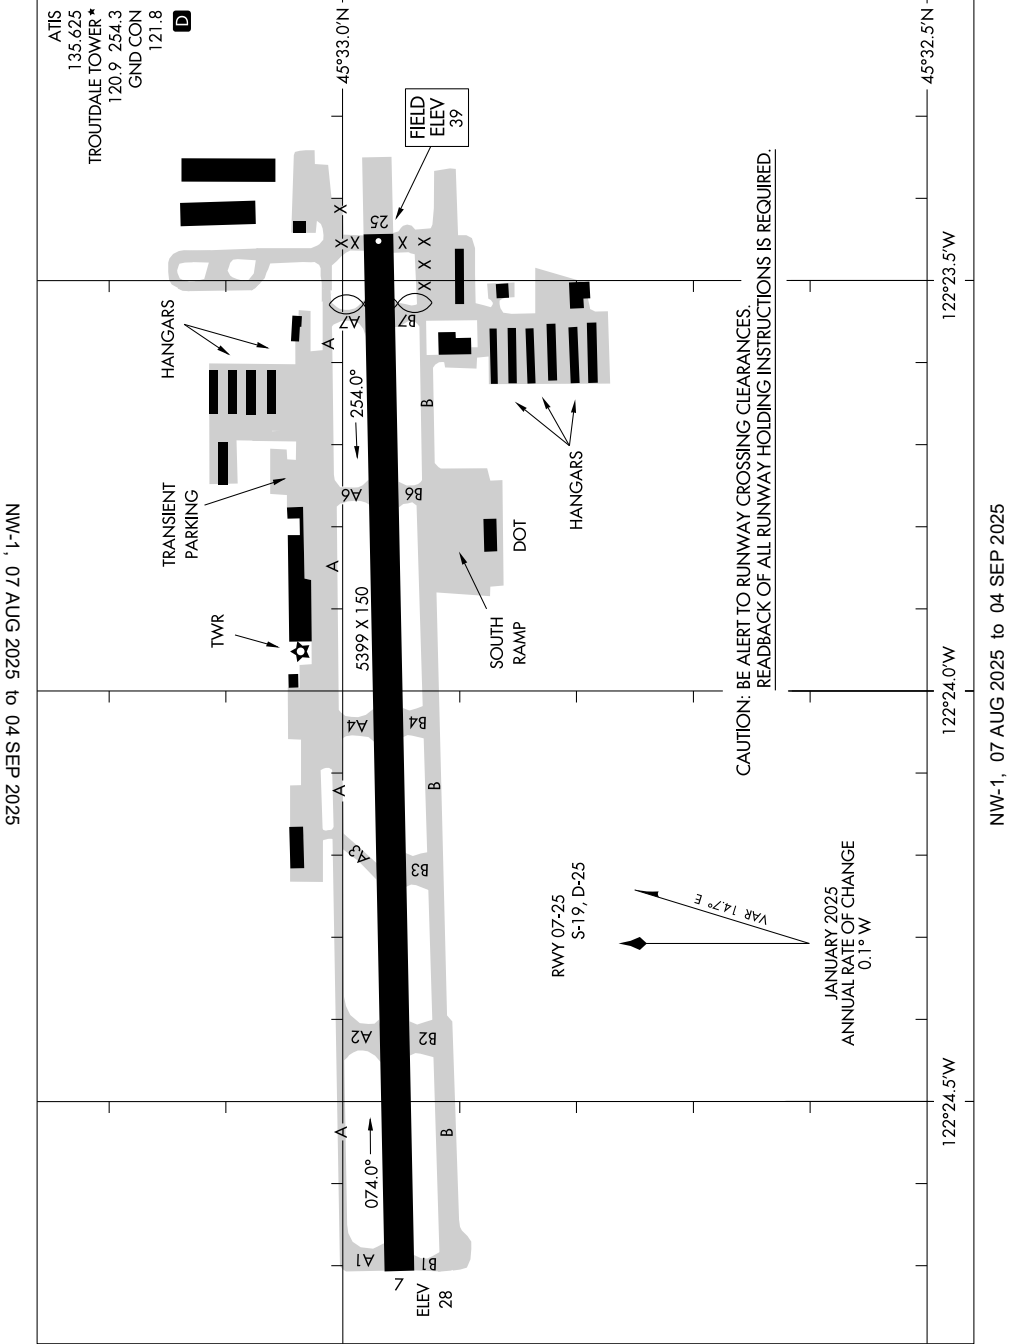 ATIS
135.625
TROUTDALE TOWER★
120.9 254.3
GND CON
121.8
D
45°33.0′N
45°32.5′N
FIELD
ELEV
39
25
X
X
X
X
X
X
X
122°23.5′W
HANGARS
A7
B7
A
254.0°
B
HANGARS
TRANSIENT
PARKING
A6
B6
DOT
A
TWR
5399 X 150
SOUTH
RAMP
CAUTION: BE ALERT TO RUNWAY CROSSING CLEARANCES.
READBACK OF ALL RUNWAY HOLDING INSTRUCTIONS IS REQUIRED.
122°24.0′W
A4
B4
A
B
A3
B3
RWY 07-25
S-19, D-25
VAR 14.7° E
JANUARY 2025
ANNUAL RATE OF CHANGE
0.1° W
A2
B2
122°24.5′W
A
B
074.0°
A1
B1
7
ELEV
28
NW-1, 07 AUG 2025 to 04 SEP 2025
NW-1, 07 AUG 2025 to 04 SEP 2025